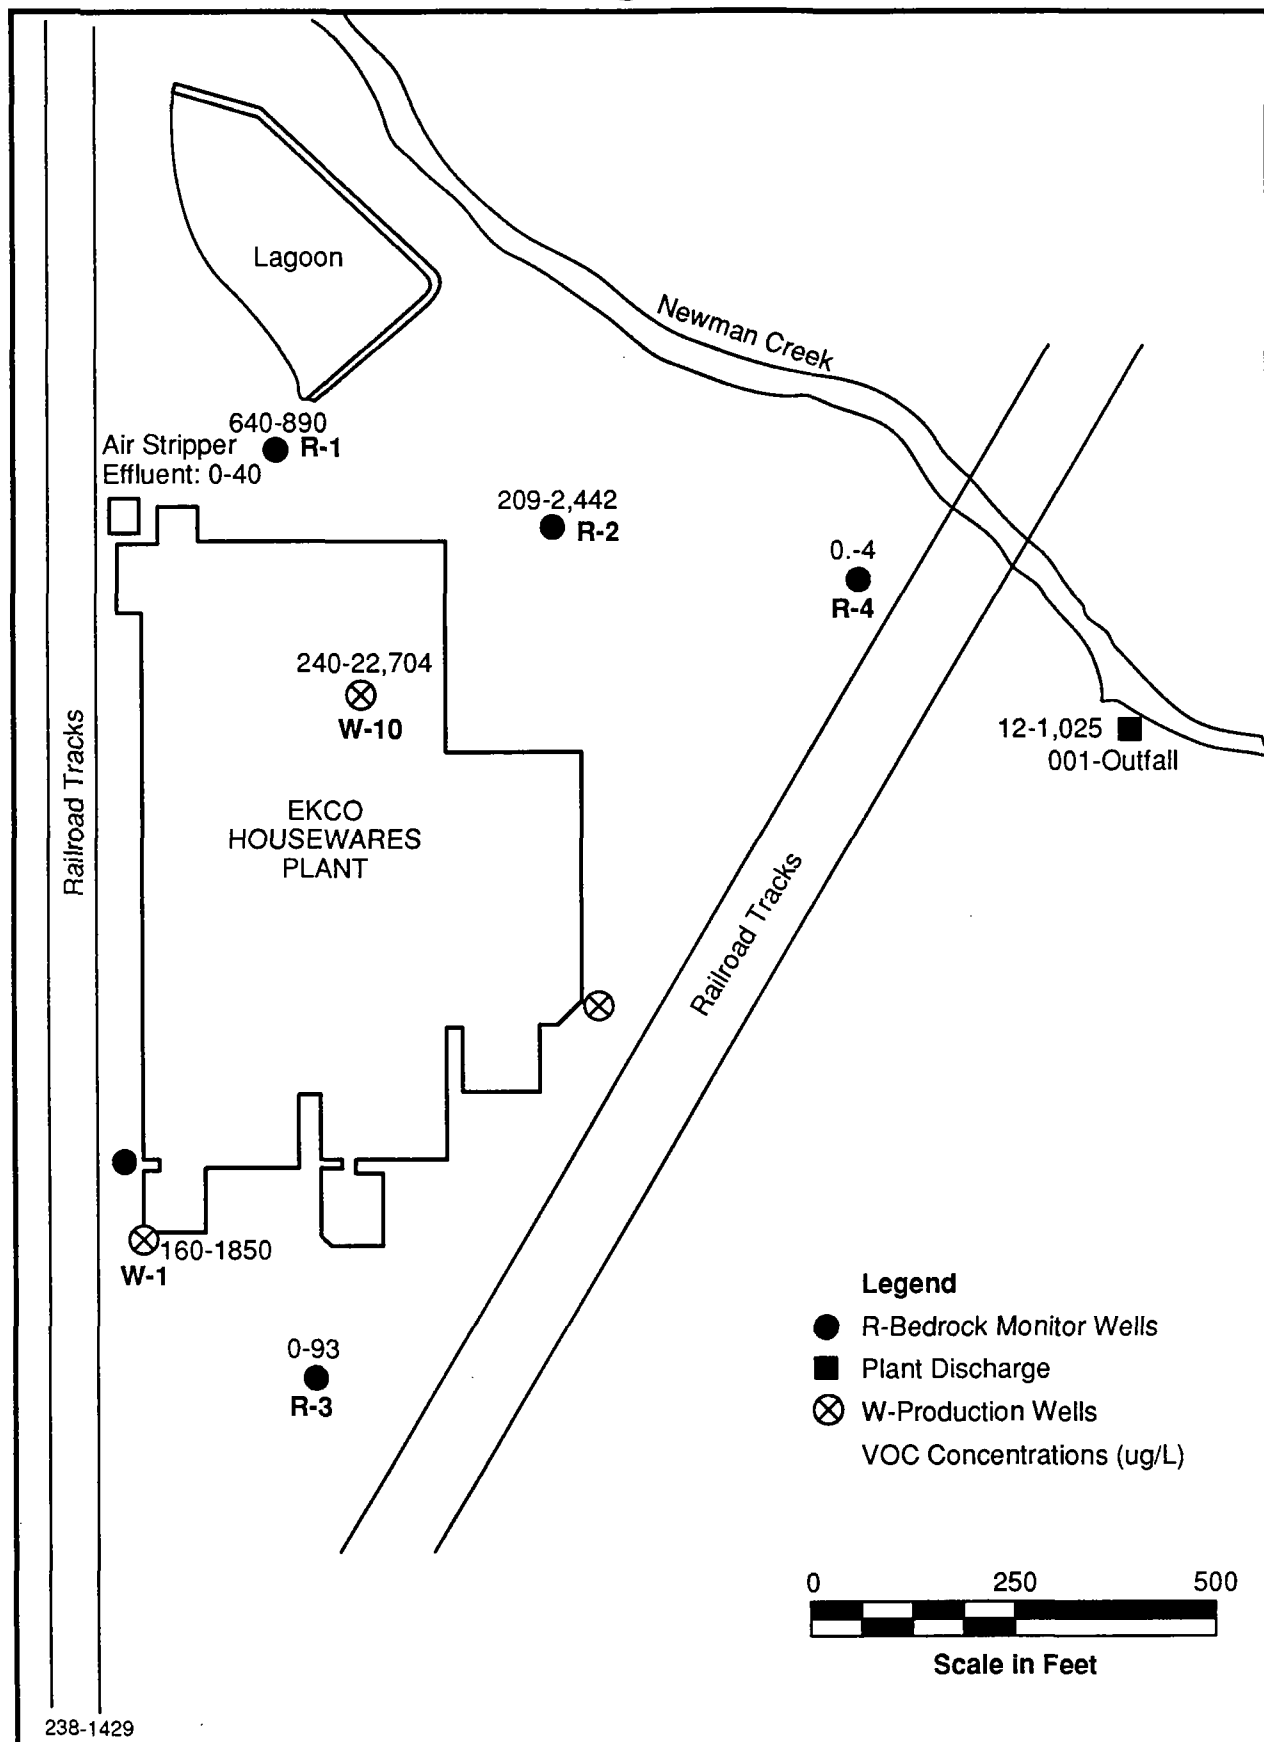 Lagoon
Newman Creek
640-890
R-1
Air Stripper
Effluent: 0-40
209-2,442
R-2
0.-4
R-4
240-22,704
W-10
12-1,025
001-Outfall
Railroad Tracks
EKCO
HOUSEWARES
PLANT
Railroad Tracks
160-1850
W-1
0-93
R-3
Legend
R-Bedrock Monitor Wells
Plant Discharge
W-Production Wells
VOC Concentrations (ug/L)
0 250 500
Scale in Feet
238-1429